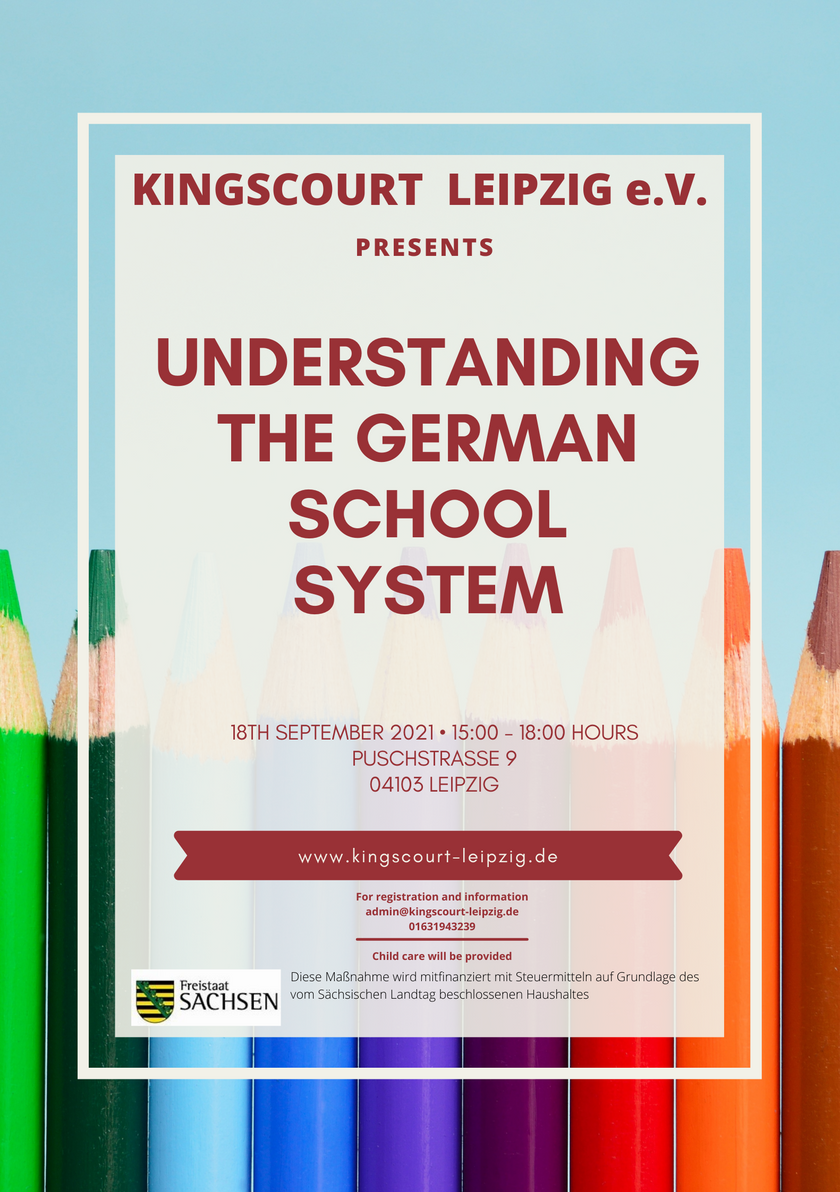 KINGSCOURT LEIPZIG e.V.
PRESENTS
UNDERSTANDING
THE GERMAN
SCHOOL
SYSTEM
18TH SEPTEMBER 2021 • 15:00 - 18:00 HOURS
PUSCHSTRASSE 9
04103 LEIPZIG
www.kingscourt-leipzig.de
For registration and information
admin@kingscourt-leipzig.de
01631943239
Child care will be provided
Freistaat
SACHSEN
Diese Maßnahme wird mitfinanziert mit Steuermitteln auf Grundlage des
vom Sächsischen Landtag beschlossenen Haushaltes